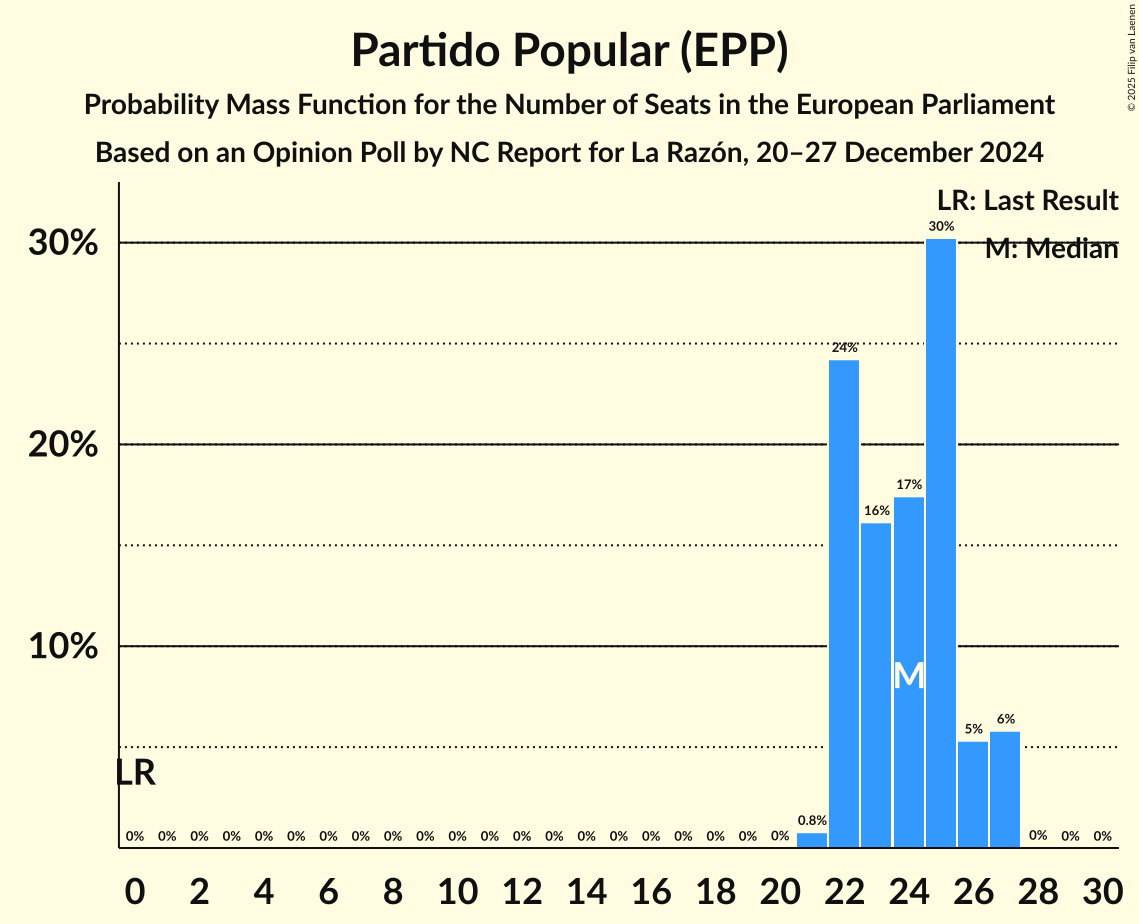 Partido Popular (EPP)
Probability Mass Function for the Number of Seats in the European Parliament
Based on an Opinion Poll by NC Report for La Razón, 20–27 December 2024
© 2025 Filip van Laenen
LR: Last Result
M: Median
30%
20%
10%
30%
24%
17%
16%
M
6%
5%
LR
0.8%
0% 0% 0% 0% 0% 0% 0% 0% 0% 0% 0% 0% 0% 0% 0% 0% 0% 0% 0% 0% 0% 0% 0% 0%
0 2 4 6 8 10 12 14 16 18 20 22 24 26 28 30